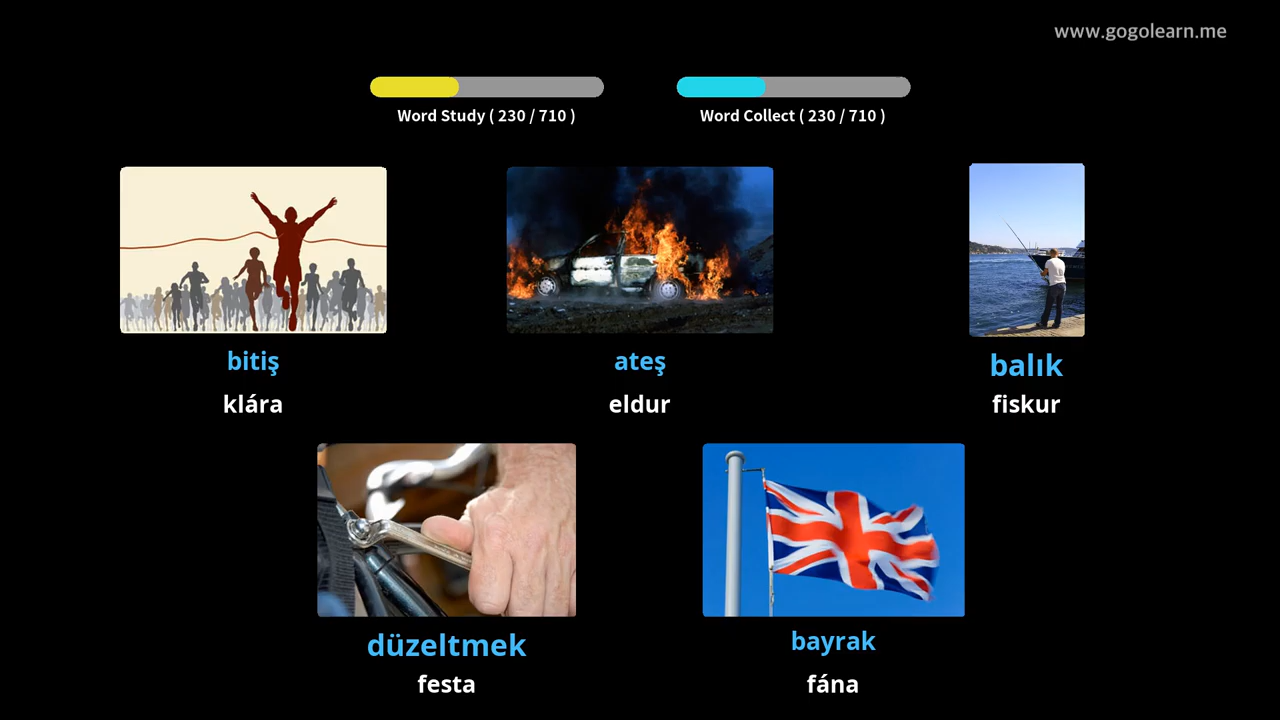 www.gogolearn.me
Word Study ( 230 / 710 )
Word Collect ( 230 / 710 )
bitiş
ateş
balık
klára
eldur
fiskur
düzeltmek
bayrak
festa
fána